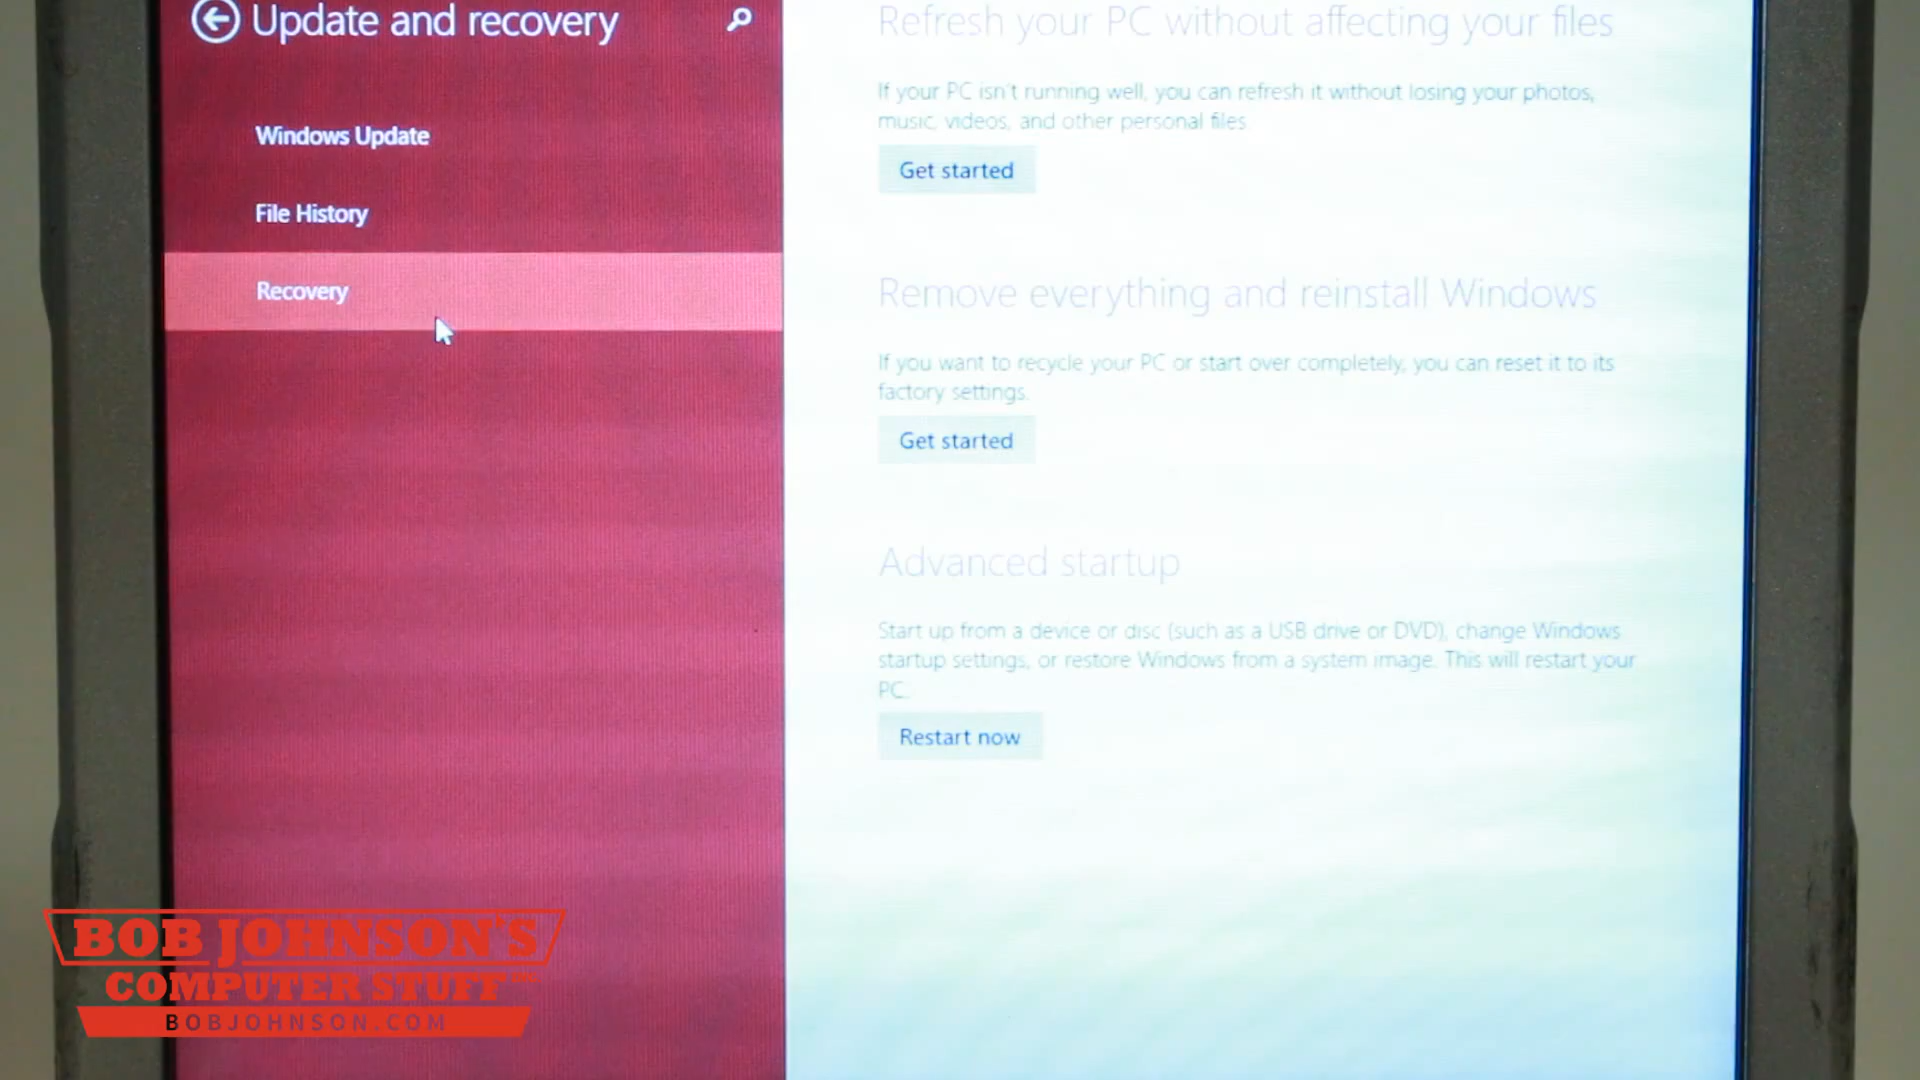 Update and recovery
Windows Update
File History
Recovery
Refresh your PC without affecting your files
If your PC isn't running well, you can refresh it without losing your photos,
music, videos, and other personal files.
Get started
Remove everything and reinstall Windows
If you want to recycle your PC or start over completely, you can reset it to its
factory settings.
Get started
Advanced startup
Start up from a device or disc (such as a USB drive or DVD), change Windows
startup settings, or restore Windows from a system image. This will restart your
PC.
Restart now
BOB JOHNSON'S
COMPUTER STUFF™
BOBJOHNSON.COM